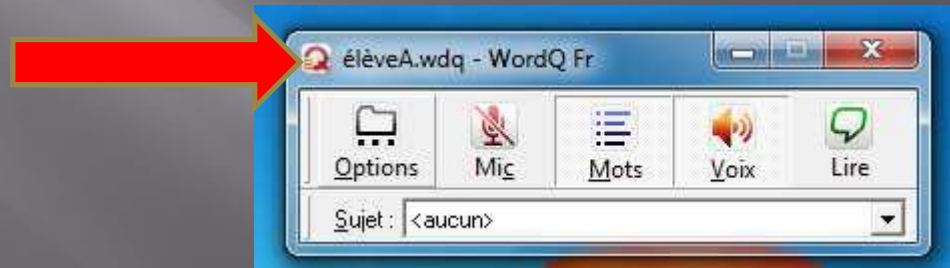 élèveA.wdq - WordQ Fr
Options Mic Mots Voix Lire
Sujet : <aucun>